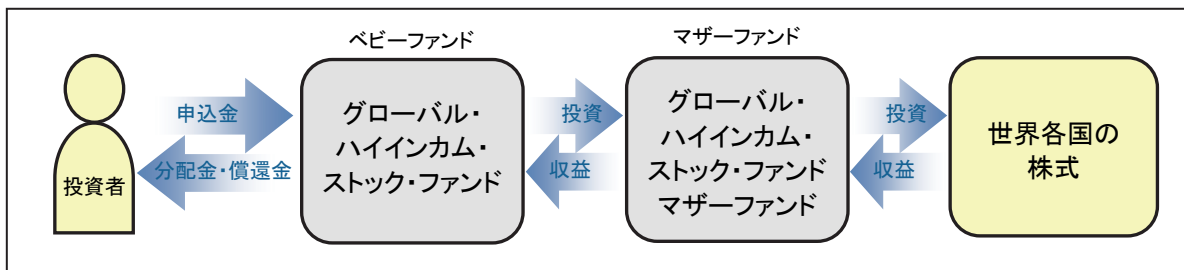 ベビーファンド
マザーファンド
投資者
申込金
分配金・償還金
グローバル・
ハイインカム・
ストック・ファンド
投資
収益
グローバル・
ハイインカム・
ストック・ファンド
マザーファンド
投資
収益
世界各国の
株式